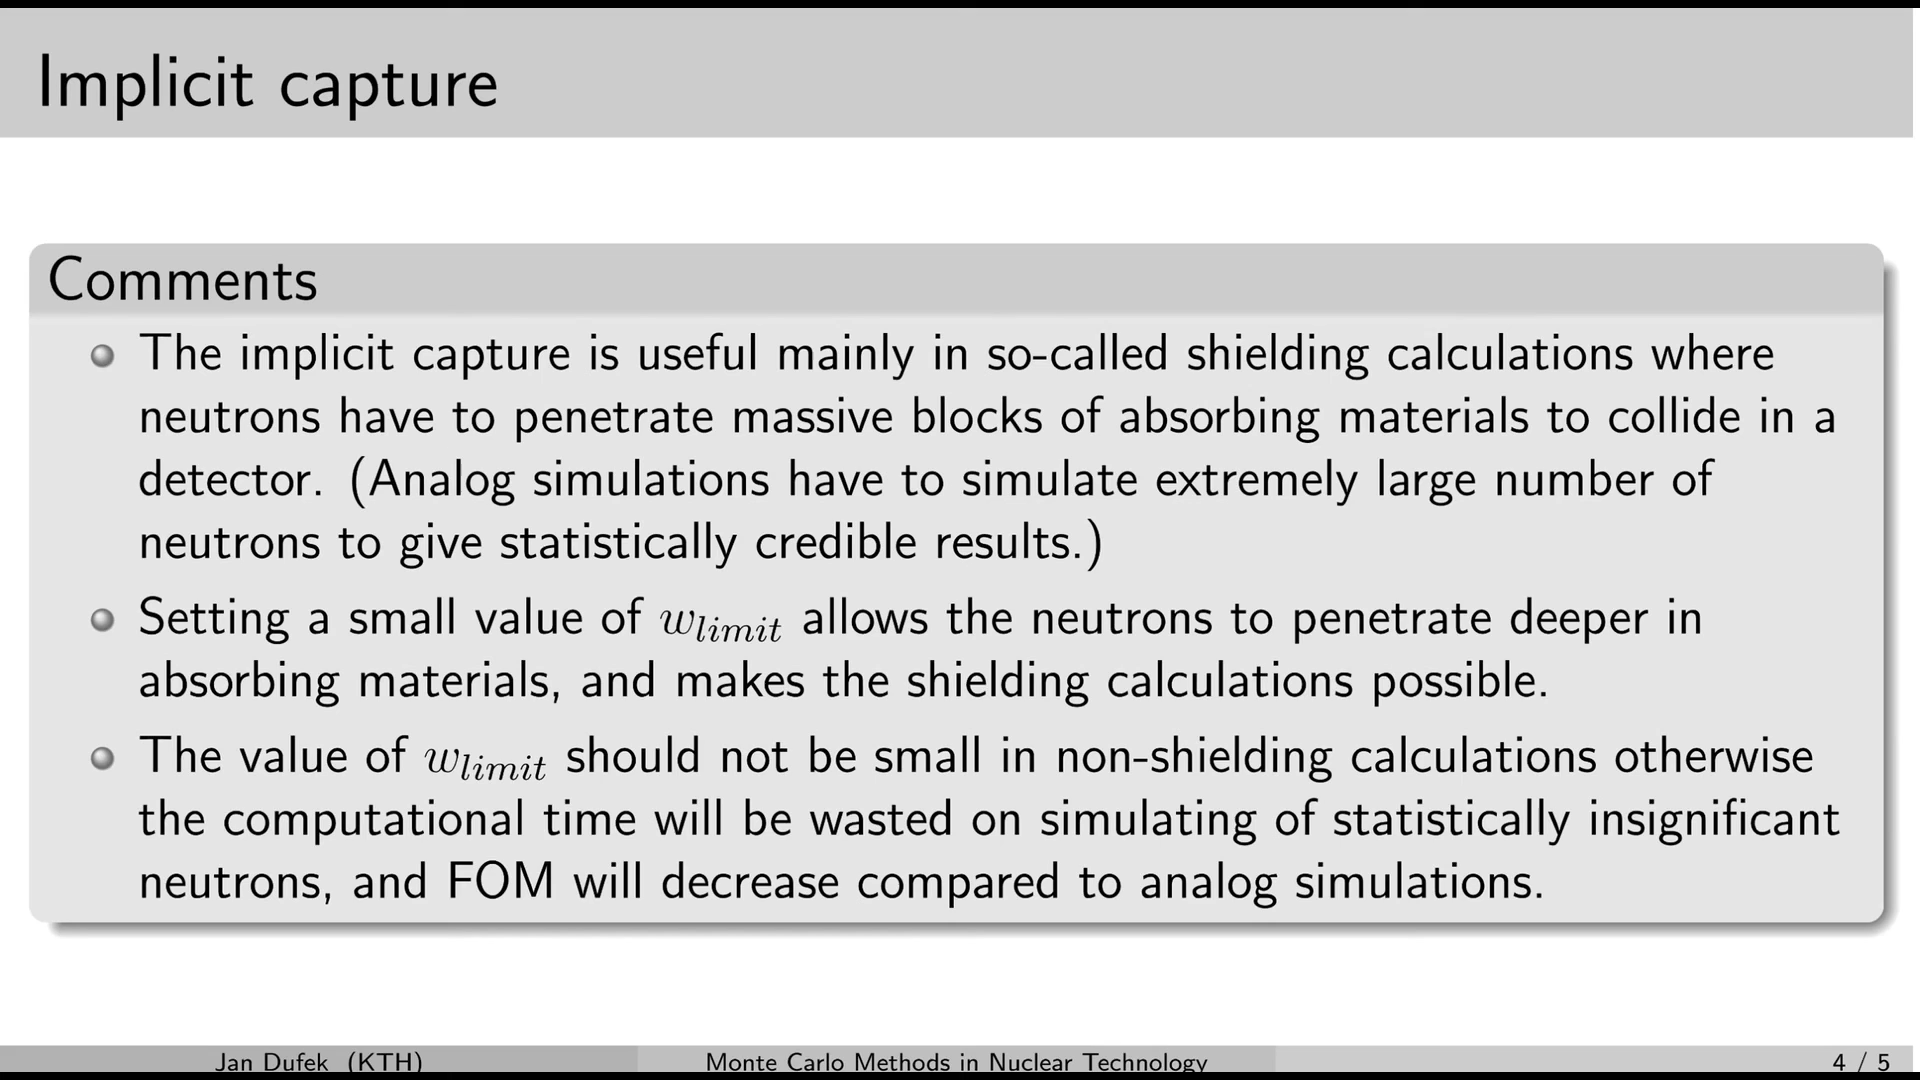 Implicit capture
Comments
The implicit capture is useful mainly in so-called shielding calculations where
neutrons have to penetrate massive blocks of absorbing materials to collide in a
detector. (Analog simulations have to simulate extremely large number of
neutrons to give statistically credible results.)
Setting a small value of w_{limit} allows the neutrons to penetrate deeper in
absorbing materials, and makes the shielding calculations possible.
The value of w_{limit} should not be small in non-shielding calculations otherwise
the computational time will be wasted on simulating of statistically insignificant
neutrons, and FOM will decrease compared to analog simulations.
Jan Dufek (KTH) Monte Carlo Methods in Nuclear Technology 4 / 5